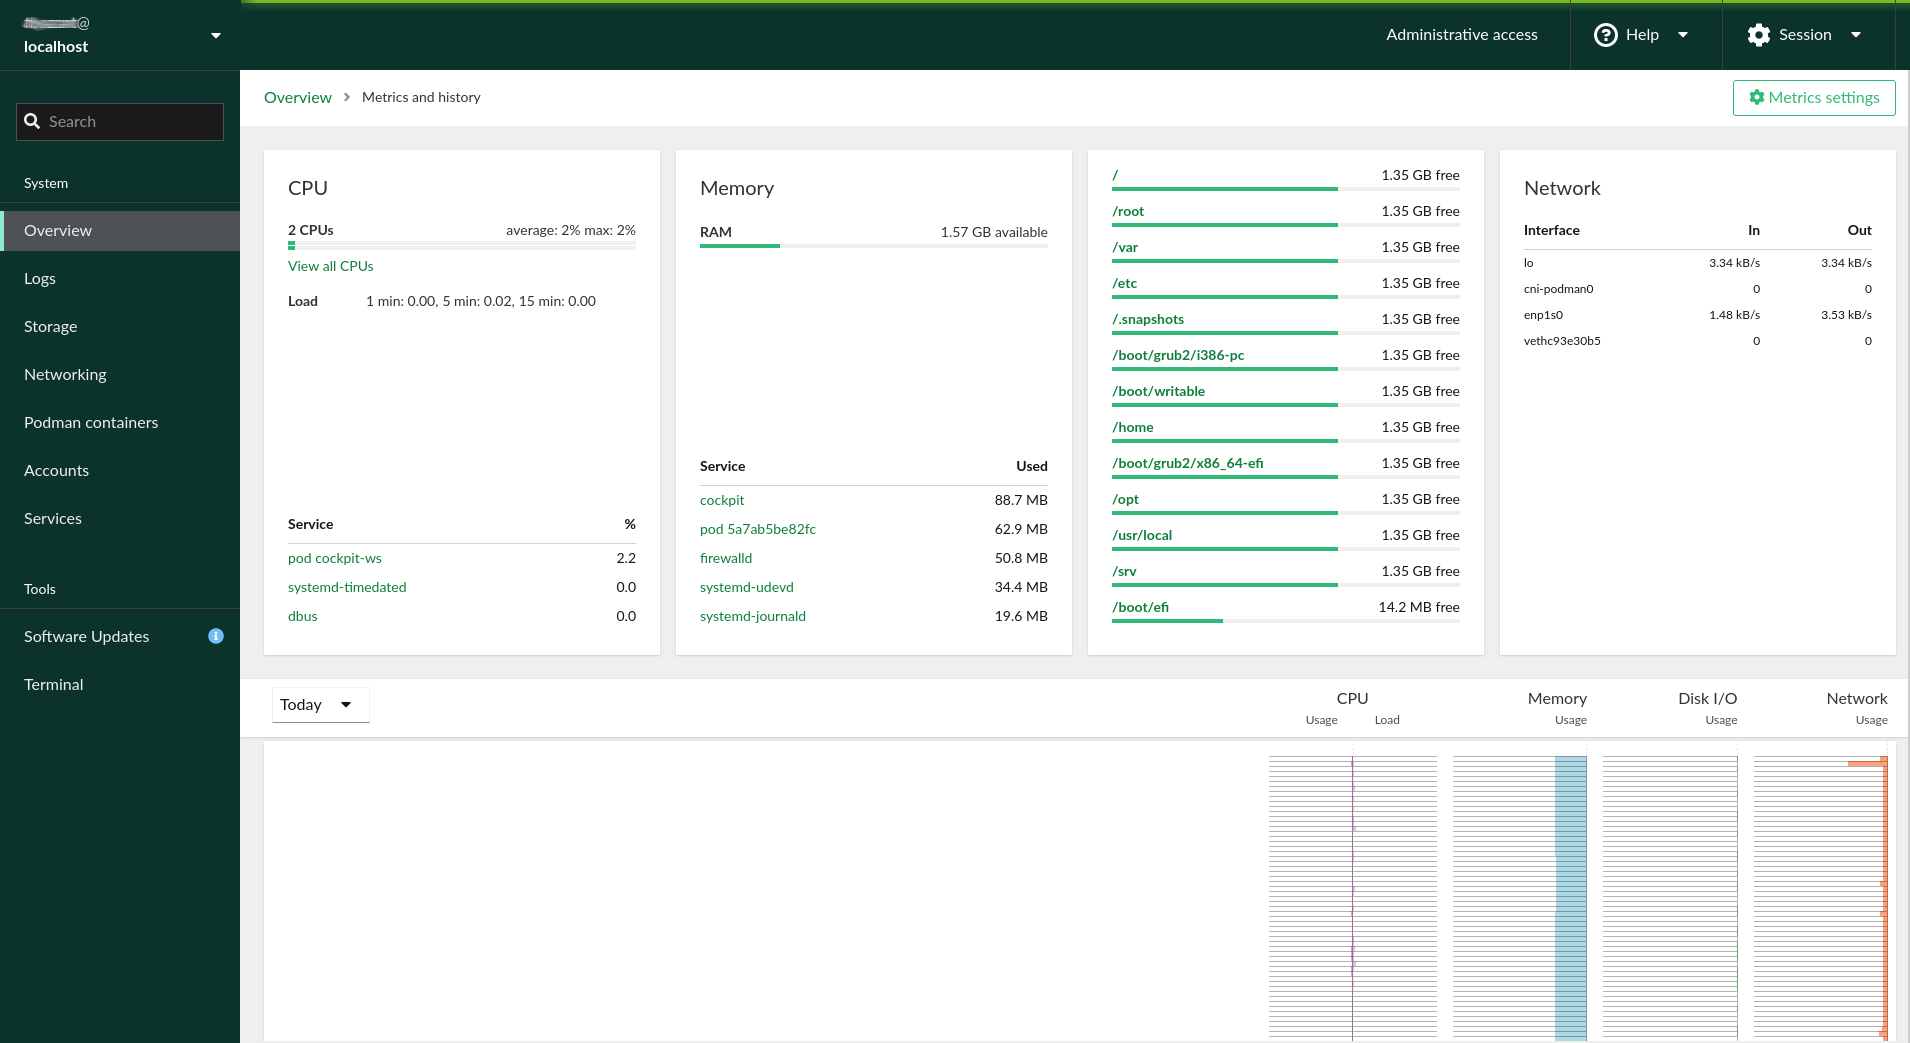 @
localhost
Administrative access
Help
Session
Search
System
Overview
Logs
Storage
Networking
Podman containers
Accounts
Services
Tools
Software Updates
Terminal
Overview > Metrics and history
Metrics settings
CPU
2 CPUs average: 2% max: 2%
View all CPUs
Load 1 min: 0.00, 5 min: 0.02, 15 min: 0.00
Service %
pod cockpit-ws 2.2
systemd-timedated 0.0
dbus 0.0
Memory
RAM 1.57 GB available
Service Used
cockpit 88.7 MB
pod 5a7ab5be82fc 62.9 MB
firewalld 50.8 MB
systemd-udevd 34.4 MB
systemd-journald 19.6 MB
/ 1.35 GB free
/root 1.35 GB free
/var 1.35 GB free
/etc 1.35 GB free
/.snapshots 1.35 GB free
/boot/grub2/i386-pc 1.35 GB free
/boot/writable 1.35 GB free
/home 1.35 GB free
/boot/grub2/x86_64-efi 1.35 GB free
/opt 1.35 GB free
/usr/local 1.35 GB free
/srv 1.35 GB free
/boot/efi 14.2 MB free
Network
Interface In Out
lo 3.34 kB/s 3.34 kB/s
cni-podman0 0 0
enp1s0 1.48 kB/s 3.53 kB/s
vethc93e30b5 0 0
Today
CPU Memory Disk I/O Network
Usage Load Usage Usage Usage